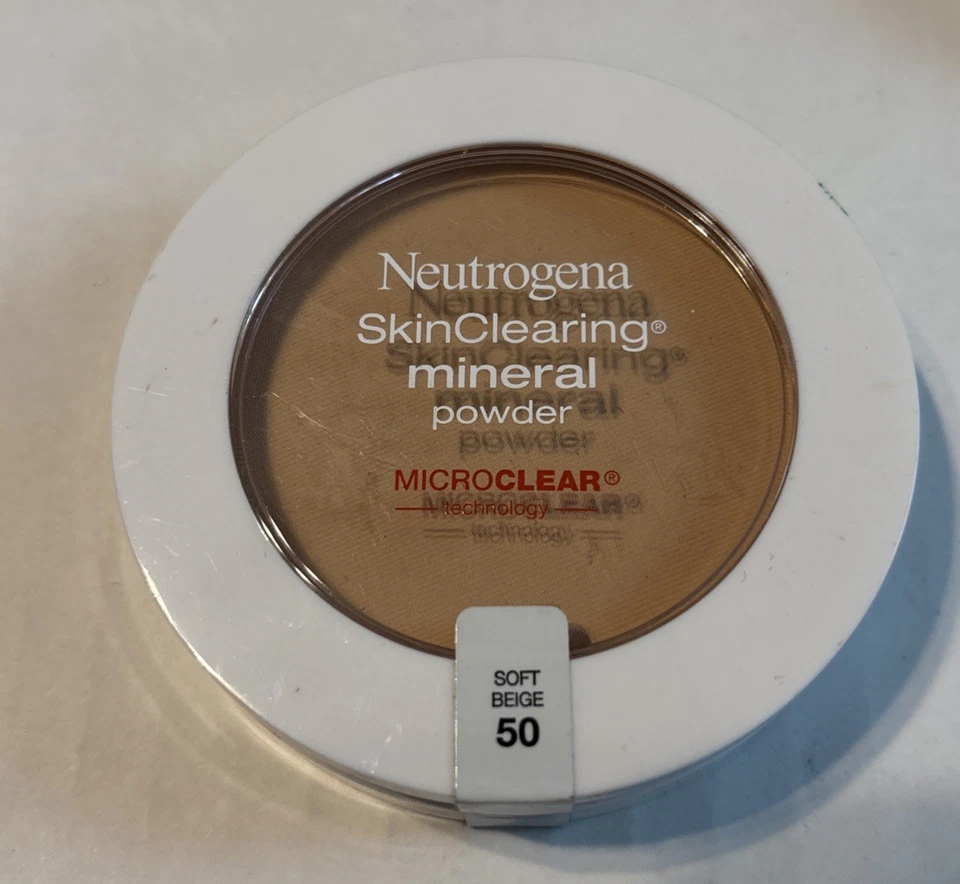 Neutrogena
SkinClearing®
mineral
powder
MICROCLEAR®
technology
SOFT
BEIGE
50